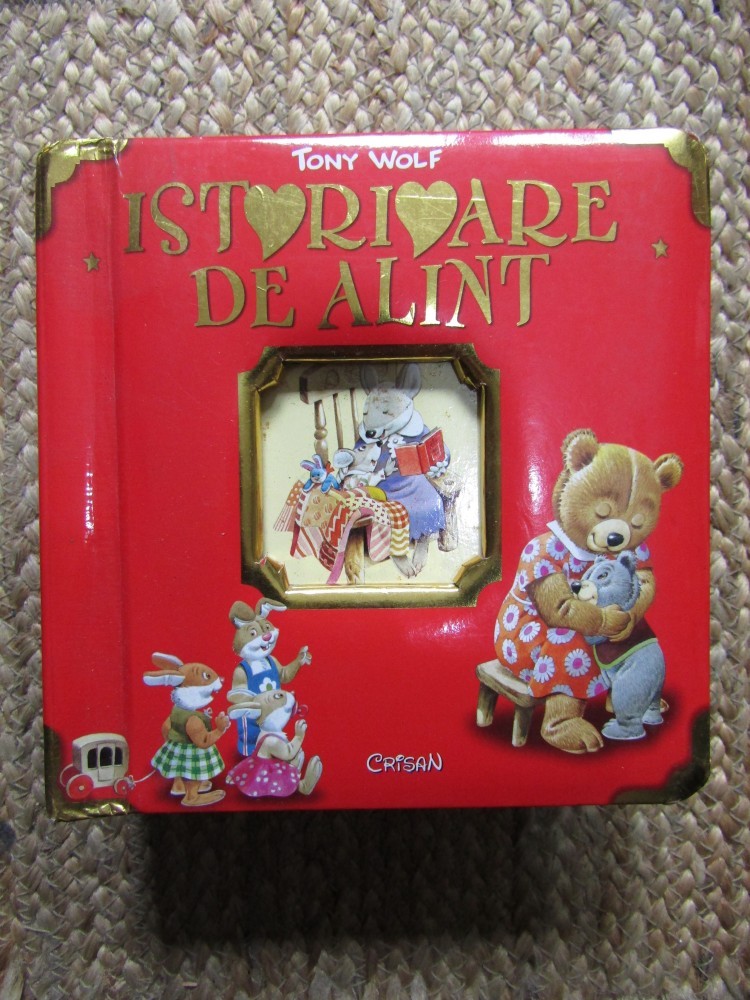 TONY WOLF
ISTORIOARE
DE ALINT
CRISAN